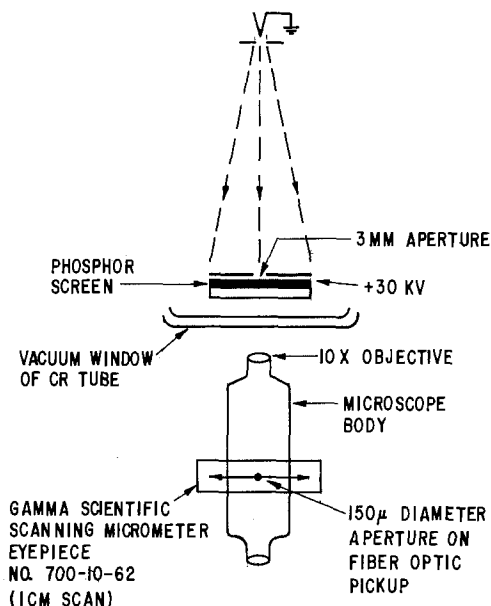 3MM APERTURE
PHOSPHOR
SCREEN
+30 KV
VACUUM WINDOW
OF CR TUBE
10X OBJECTIVE
MICROSCOPE
BODY
GAMMA SCIENTIFIC
SCANNING MICROMETER
EYEPIECE
NO. 700-10-62
(1CM SCAN)
150μ DIAMETER
APERTURE ON
FIBER OPTIC
PICKUP